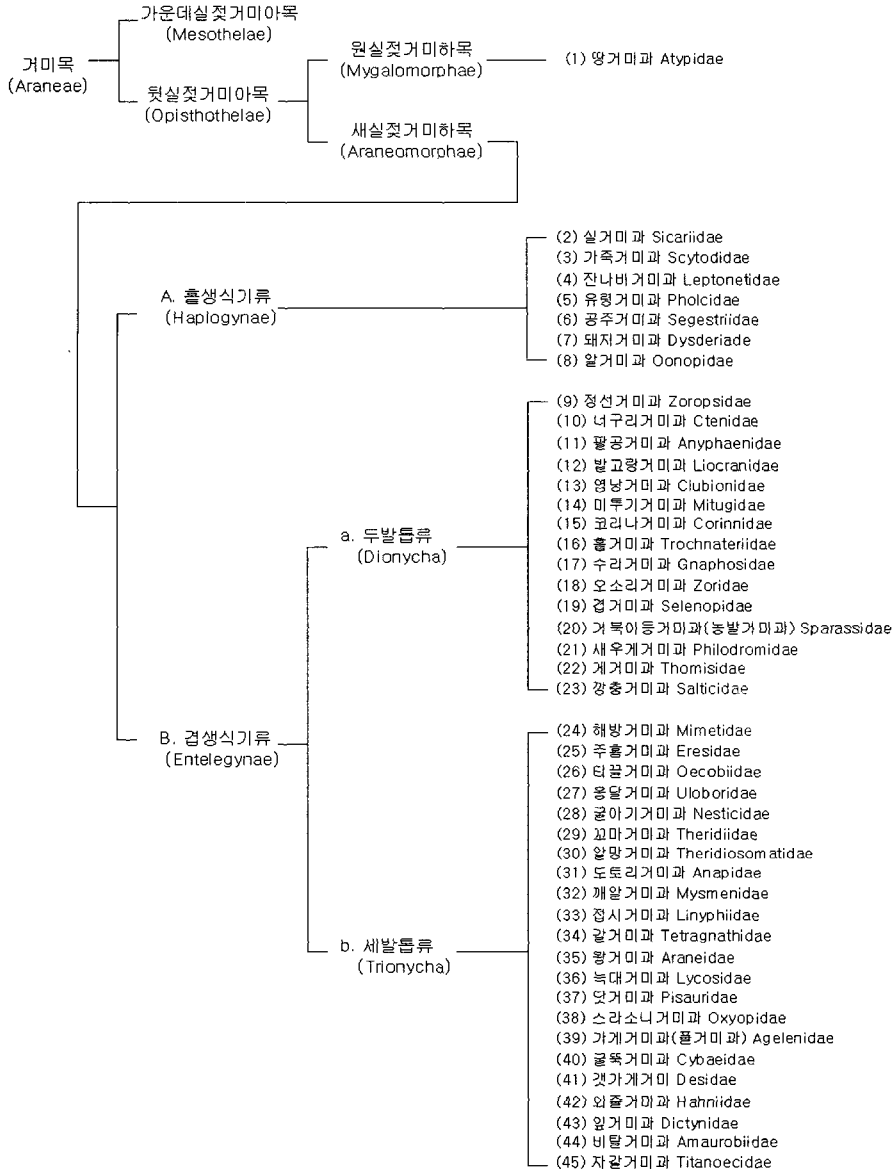 거미목
(Araneae)
가운데실젖거미아목
(Mesothelae)
뒷실젖거미아목
(Opisthothelae)
원실젖거미하목
(Mygalomorphae)
(1) 땅거미과 Atypidae
새실젖거미하목
(Araneomorphae)
A. 홑생식기류
(Haplogynae)
(2) 실거미과 Sicariidae
(3) 가죽거미과 Scytodidae
(4) 잔나비거미과 Leptonetidae
(5) 유령거미과 Pholcidae
(6) 공주거미과 Segestriidae
(7) 돼지거미과 Dysderiade
(8) 알거미과 Oonopidae
B. 겹생식기류
(Entelegynae)
a. 두발톱류
(Dionycha)
(9) 정선거미과 Zoropsidae
(10) 너구리거미과 Ctenidae
(11) 팔공거미과 Anyphaenidae
(12) 밭고랑거미과 Liocranidae
(13) 염낭거미과 Clubionidae
(14) 미투기거미과 Mitugidae
(15) 코리나거미과 Corinnidae
(16) 홑거미과 Trochnateriidae
(17) 수리거미과 Gnaphosidae
(18) 오소리거미과 Zoridae
(19) 겹거미과 Selenopidae
(20) 거북이등거미과(농발거미과) Sparassidae
(21) 새우게거미과 Philodromidae
(22) 게거미과 Thomisidae
(23) 깡충거미과 Salticidae
b. 세발톱류
(Trionycha)
(24) 해방거미과 Mimetidae
(25) 주홍거미과 Eresidae
(26) 티끌거미과 Oecobiidae
(27) 응달거미과 Uloboridae
(28) 굴아기거미과 Nesticidae
(29) 꼬마거미과 Theridiidae
(30) 알망거미과 Theridiosomatidae
(31) 도토리거미과 Anapidae
(32) 깨알거미과 Mysmenidae
(33) 접시거미과 Linyphiidae
(34) 갈거미과 Tetragnathidae
(35) 왕거미과 Araneidae
(36) 늑대거미과 Lycosidae
(37) 닷거미과 Pisauridae
(38) 스라소니거미과 Oxyopidae
(39) 가게거미과(풀거미과) Agelenidae
(40) 굴뚝거미과 Cybaeidae
(41) 갯가게거미 Desidae
(42) 외줄거미과 Hahniidae
(43) 잎거미과 Dictynidae
(44) 비탈거미과 Amaurobiidae
(45) 자갈거미과 Titanoecidae